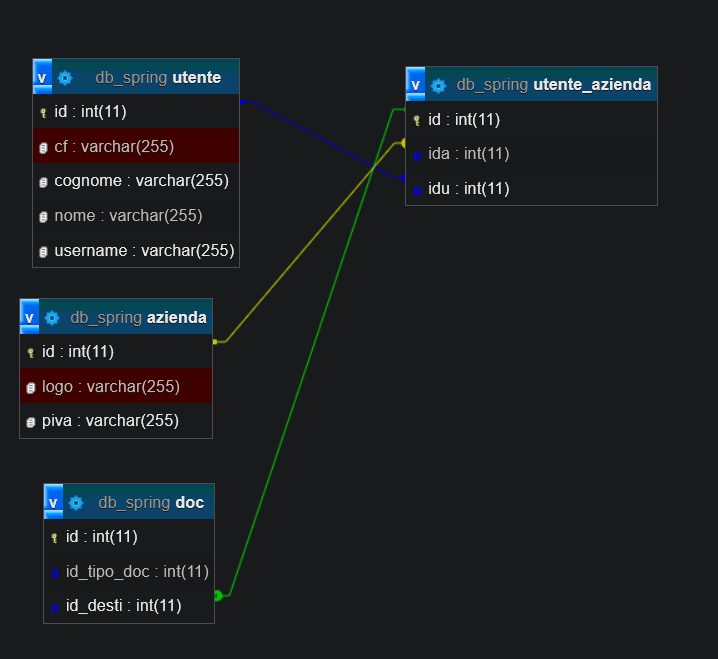 v db_spring utente
id : int(11)
cf : varchar(255)
cognome : varchar(255)
nome : varchar(255)
username : varchar(255)
v db_spring utente_azienda
id : int(11)
ida : int(11)
idu : int(11)
v db_spring azienda
id : int(11)
logo : varchar(255)
piva : varchar(255)
v db_spring doc
id : int(11)
id_tipo_doc : int(11)
id_desti : int(11)